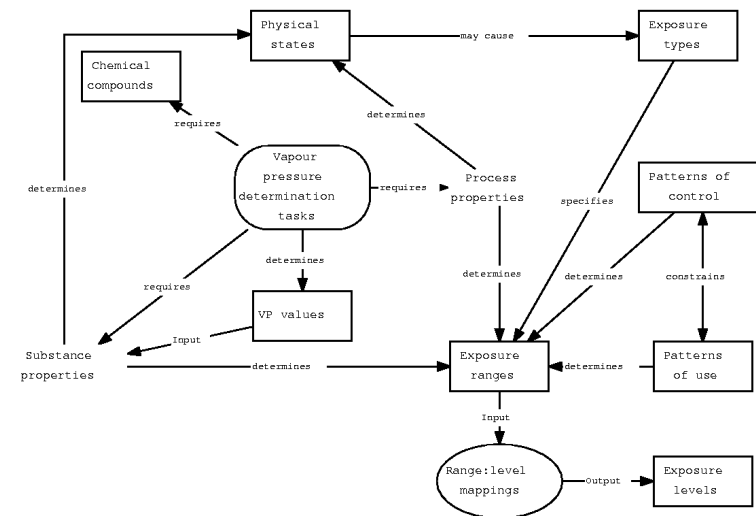 Physical
states
may cause
Exposure
types
Chemical
compounds
requires
determines
Vapour
pressure
determination
tasks
requires
Process
properties
Patterns of
control
determines
specifies
determines
requires
determines
determines
constrains
VP values
Input
Substance
properties
determines
Exposure
ranges
determines
Patterns
of use
Input
Range:level
mappings
Output
Exposure
levels